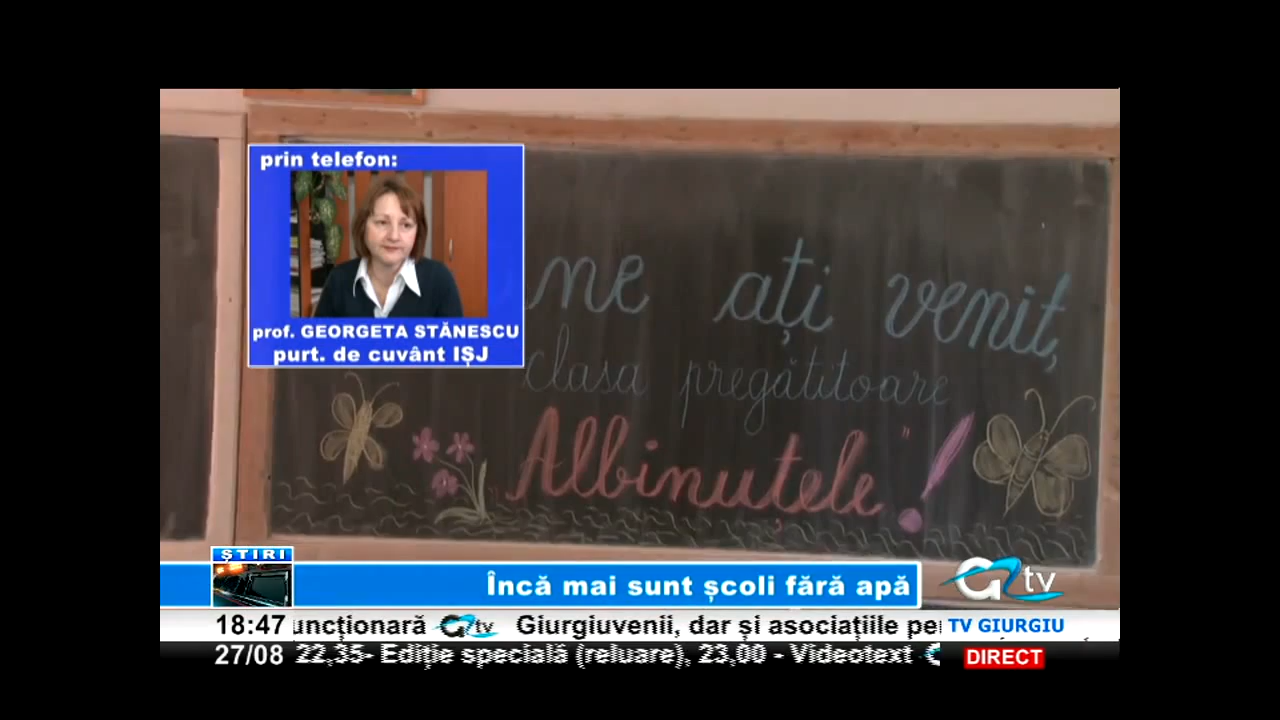 prin telefon:
prof. GEORGETA STĂNESCU
purt. de cuvânt IȘJ
ne ați venit,
clasa pregătitoare
Albinuțele"!
ȘTIRI
Încă mai sunt școli fără apă
G2tv
18:47 uncționară G2tv Giurgiuvenii, dar și asociațiile pe TV GIURGIU
27/08 22,35- Ediție specială (reluare), 23,00 - Videotext DIRECT